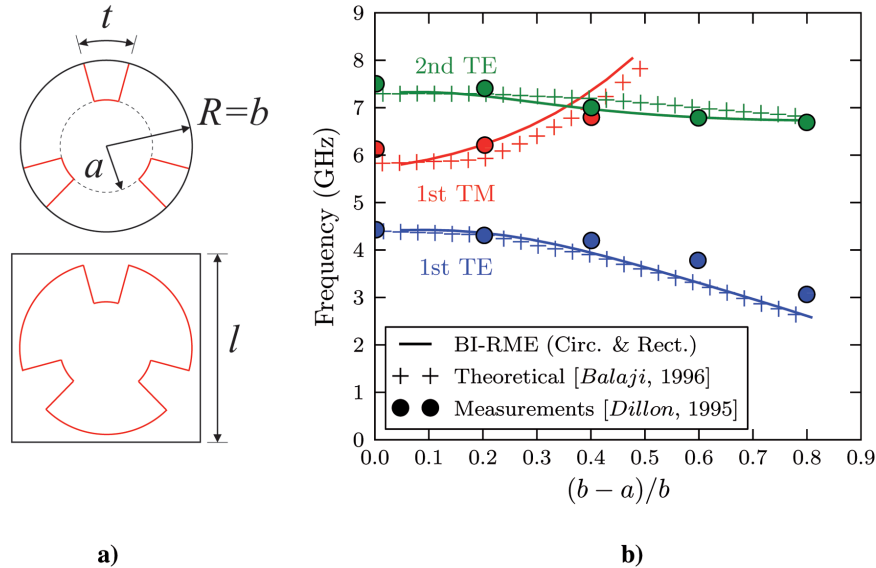 t
R=b
a
l
a)
Frequency (GHz)
9
8
7
6
5
4
3
2
1
0
2nd TE
1st TM
1st TE
BI-RME (Circ. & Rect.)
Theoretical [Balaji, 1996]
Measurements [Dillon, 1995]
0.0 0.1 0.2 0.3 0.4 0.5 0.6 0.7 0.8 0.9
(b − a)/b
b)